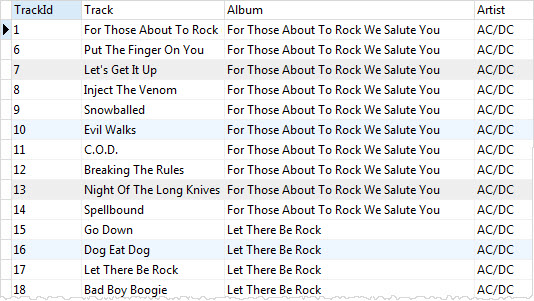 TrackId Track Album Artist
1 For Those About To Rock For Those About To Rock We Salute You AC/DC
6 Put The Finger On You For Those About To Rock We Salute You AC/DC
7 Let's Get It Up For Those About To Rock We Salute You AC/DC
8 Inject The Venom For Those About To Rock We Salute You AC/DC
9 Snowballed For Those About To Rock We Salute You AC/DC
10 Evil Walks For Those About To Rock We Salute You AC/DC
11 C.O.D. For Those About To Rock We Salute You AC/DC
12 Breaking The Rules For Those About To Rock We Salute You AC/DC
13 Night Of The Long Knives For Those About To Rock We Salute You AC/DC
14 Spellbound For Those About To Rock We Salute You AC/DC
15 Go Down Let There Be Rock AC/DC
16 Dog Eat Dog Let There Be Rock AC/DC
17 Let There Be Rock Let There Be Rock AC/DC
18 Bad Boy Boogie Let There Be Rock AC/DC